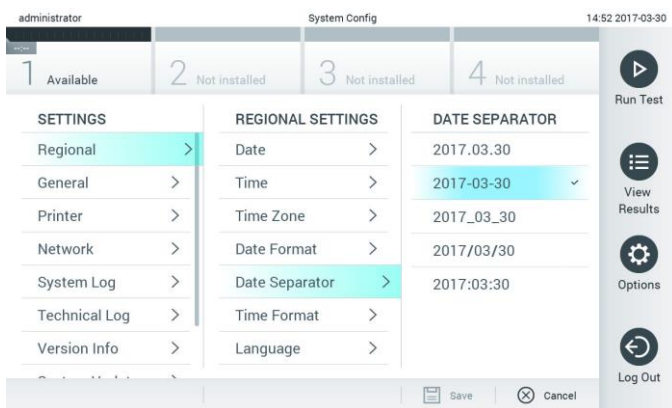 administrator System Config 14:52 2017-03-30
--:--
1 Available 2 Not installed 3 Not installed 4 Not installed
Run Test
SETTINGS REGIONAL SETTINGS DATE SEPARATOR
Regional Date 2017.03.30
General Time 2017-03-30
View
Results
Printer Time Zone 2017_03_30
Network Date Format 2017/03/30
System Log Date Separator 2017:03:30
Options
Technical Log Time Format
Version Info Language
Log Out
Save Cancel